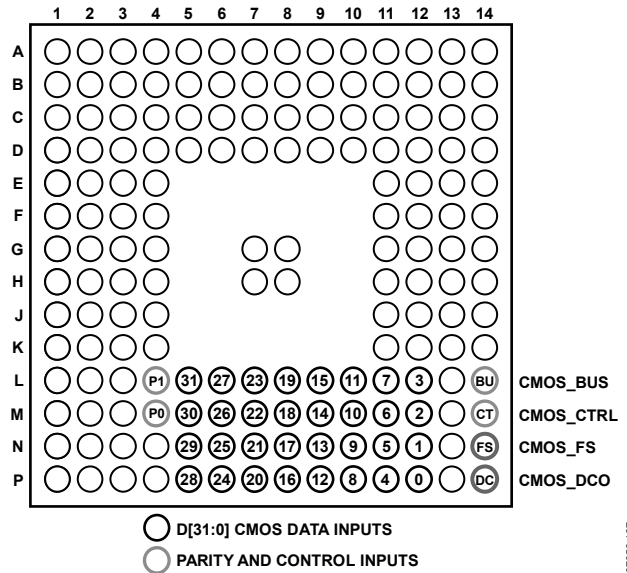 1 2 3 4 5 6 7 8 9 10 11 12 13 14
A
B
C
D
E
F
G
H
J
K
L P1 31 27 23 19 15 11 7 3 BU CMOS_BUS
M P0 30 26 22 18 14 10 6 2 CT CMOS_CTRL
N 29 25 21 17 13 9 5 1 FS CMOS_FS
P 28 24 20 16 12 8 4 0 DC CMOS_DCO
D[31:0] CMOS DATA INPUTS
PARITY AND CONTROL INPUTS